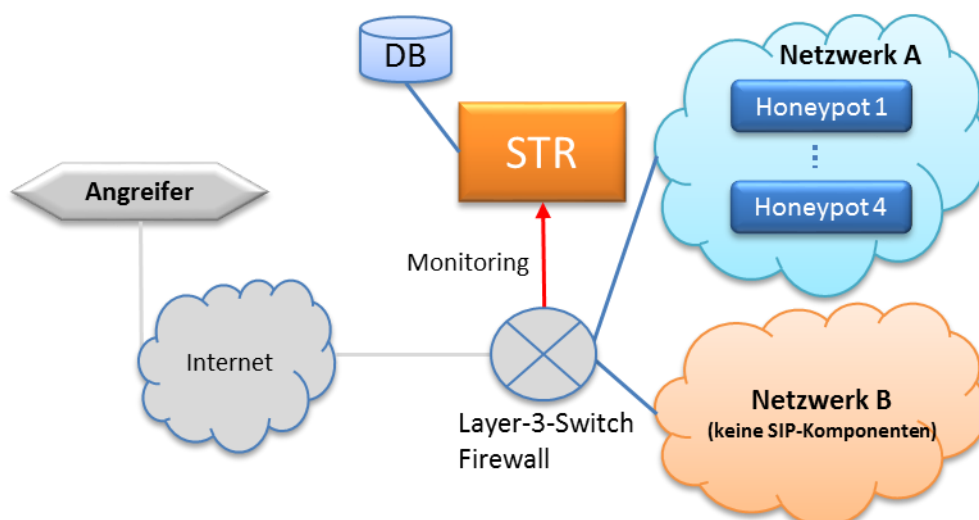 DB
Netzwerk A
Honeypot 1
STR
Angreifer
Honeypot 4
Monitoring
Internet
Layer-3-Switch
Firewall
Netzwerk B
(keine SIP-Komponenten)